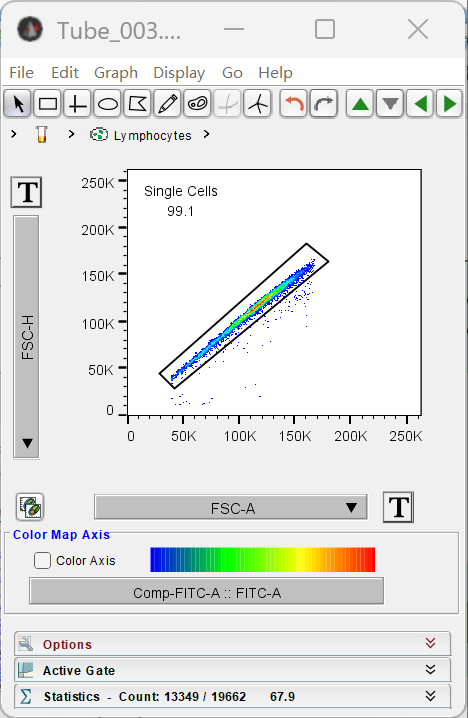 Tube_003....
File Edit Graph Display Go Help
Lymphocytes
T
250K
200K
150K
100K
50K
0
FSC-H
Single Cells
99.1
0 50K 100K 150K 200K 250K
FSC-A
T
Color Map Axis
Color Axis
Comp-FITC-A :: FITC-A
Options
Active Gate
Σ Statistics - Count: 13349 / 19662 67.9